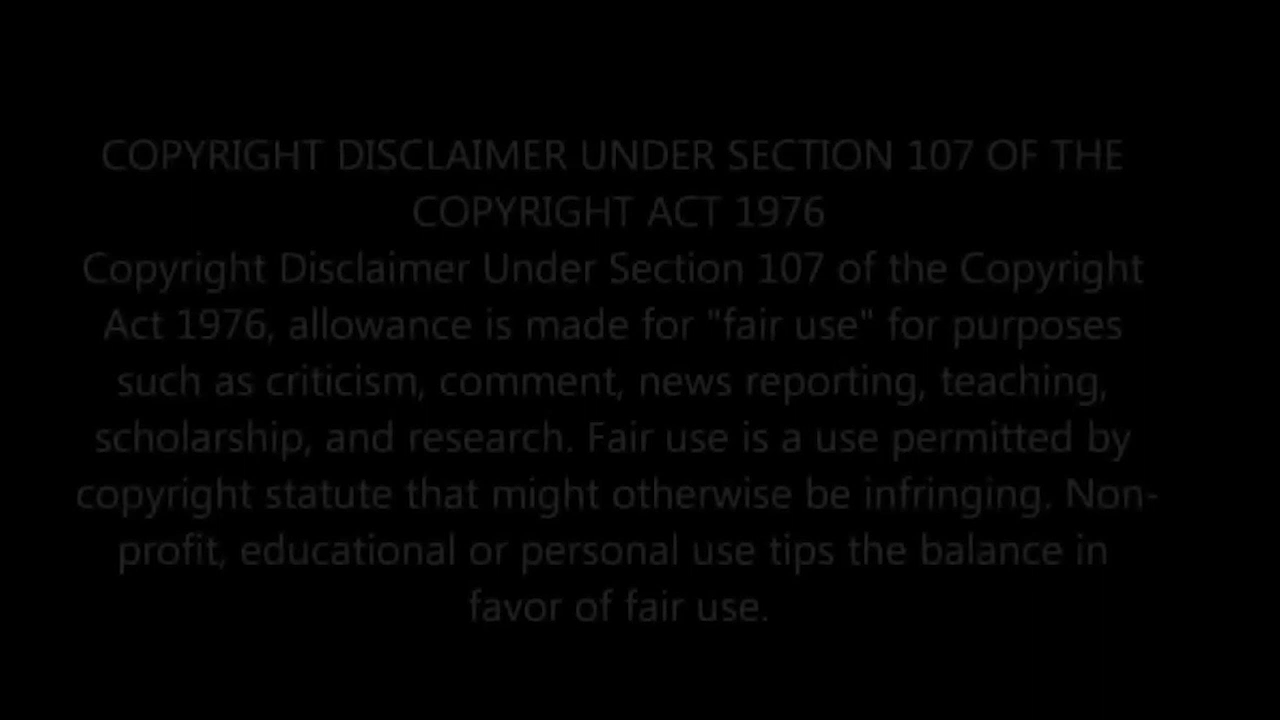 COPYRIGHT DISCLAIMER UNDER SECTION 107 OF THE
COPYRIGHT ACT 1976
Copyright Disclaimer Under Section 107 of the Copyright
Act 1976, allowance is made for "fair use" for purposes
such as criticism, comment, news reporting, teaching,
scholarship, and research. Fair use is a use permitted by
copyright statute that might otherwise be infringing. Non-
profit, educational or personal use tips the balance in
favor of fair use.